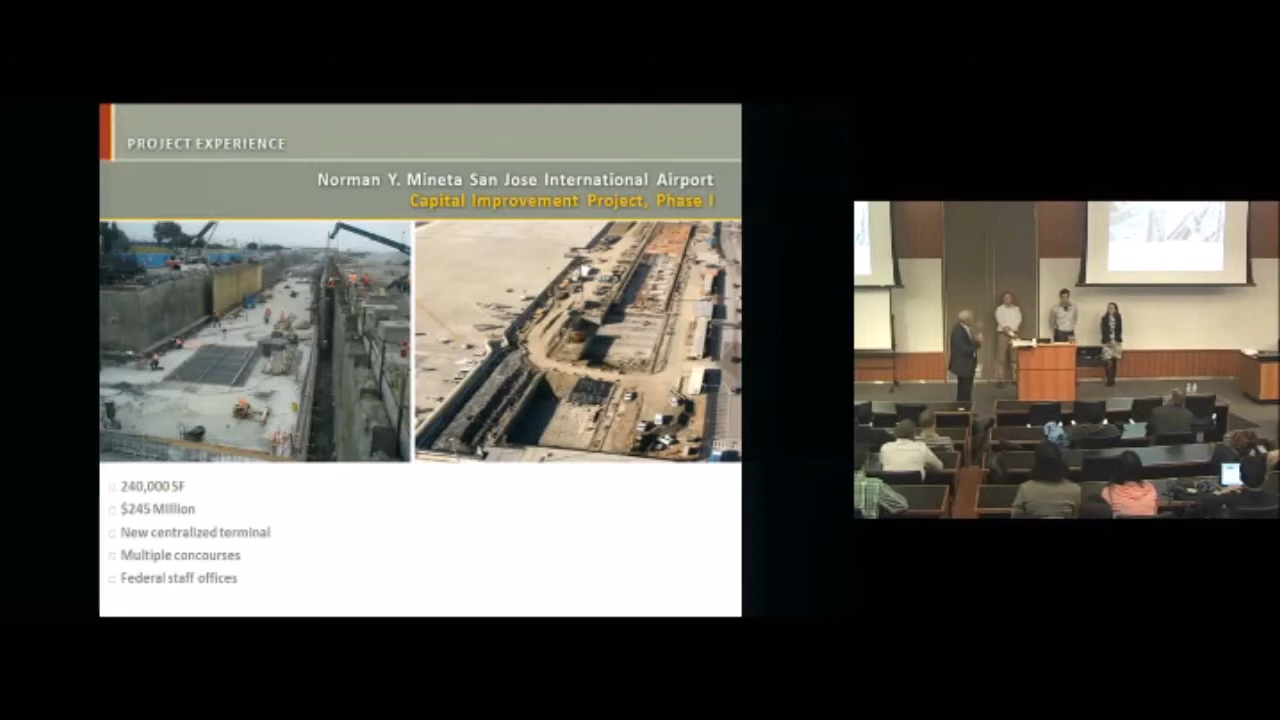 PROJECT EXPERIENCE
Norman Y. Mineta San Jose International Airport
Capital Improvement Project, Phase I
240,000 SF
$245 Million
New centralized terminal
Multiple concourses
Federal staff offices